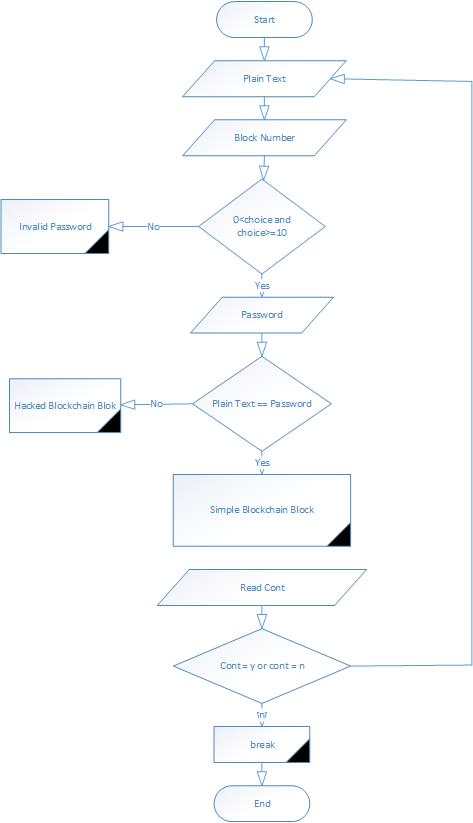 Start
Plain Text
Block Number
0<choice and
choice>=10
Invalid Password
No
Yes
Password
Plain Text == Password
Hacked Blockchain Blok
No
Yes
Simple Blockchain Block
Read Cont
Cont = y or cont = n
'n'
break
End